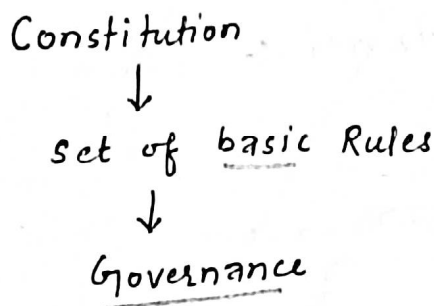 Constitution
↓
set of basic Rules
↓
Governance